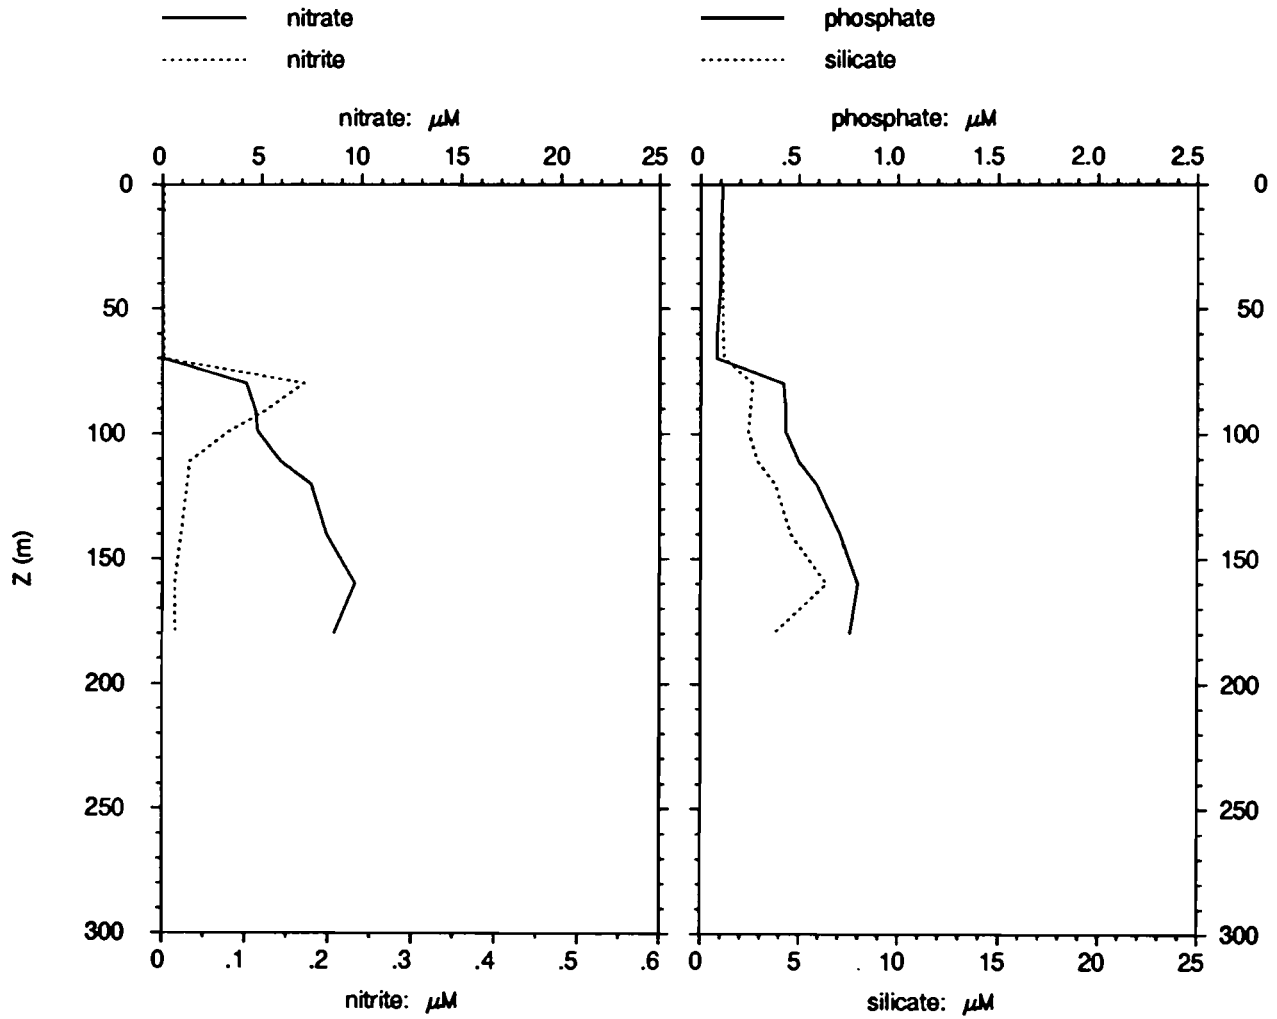 nitrate
nitrite
phosphate
silicate
nitrate: μM
phosphate: μM
0 5 10 15 20 25
0 .5 1.0 1.5 2.0 2.5
0
50
100
150
200
250
300
Z (m)
0
50
100
150
200
250
300
0 .1 .2 .3 .4 .5 .6
0 5 10 15 20 25
nitrite: μM
silicate: μM